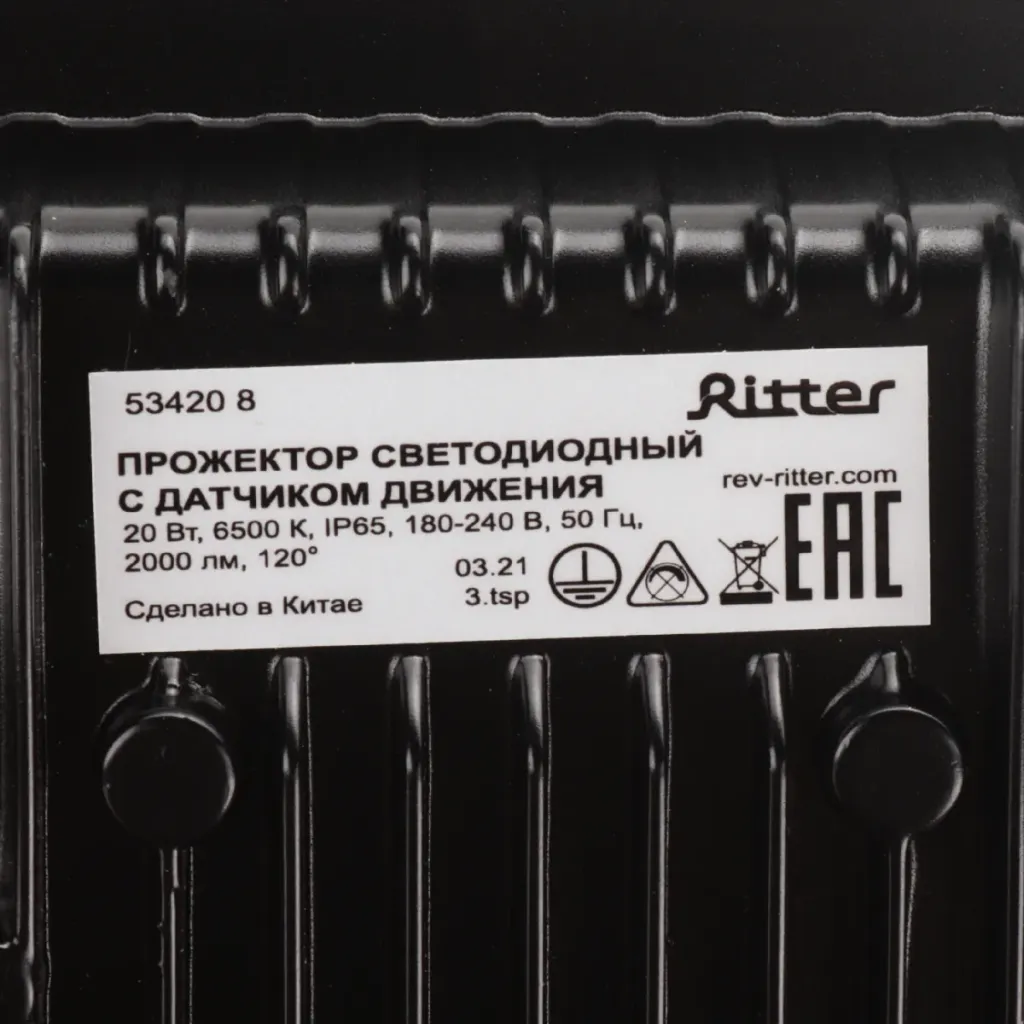 53420 8
Ritter
ПРОЖЕКТОР СВЕТОДИОДНЫЙ
С ДАТЧИКОМ ДВИЖЕНИЯ
rev-ritter.com
20 Вт, 6500 К, IP65, 180-240 В, 50 Гц,
2000 лм, 120°
03.21
3.tsp
EAC
Сделано в Китае